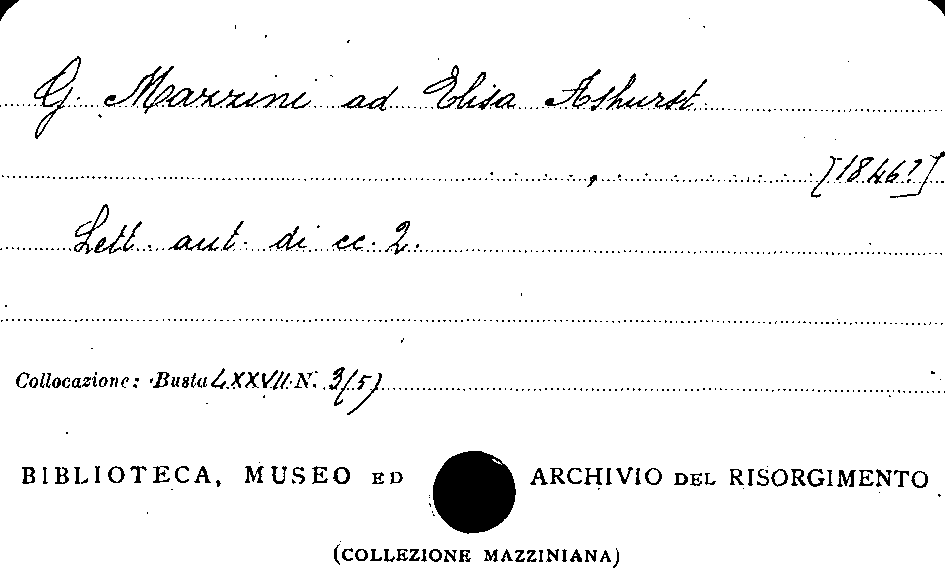 G. Mazzini ad Elisa Ashurst
, [1846?]
Lett. aut. di cc. 2.
Collocazione: Busta LXXVII N. 3(5)
BIBLIOTECA, MUSEO ED ARCHIVIO DEL RISORGIMENTO
(COLLEZIONE MAZZINIANA)